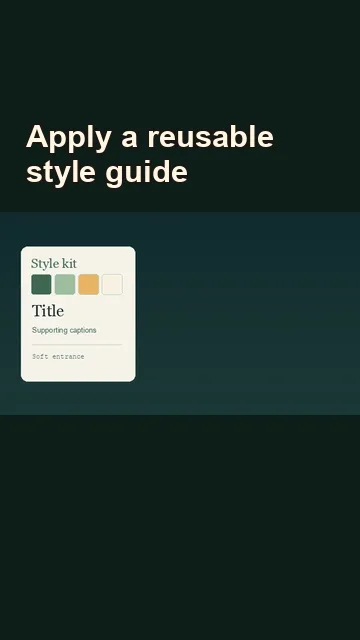 Apply a reusable
style guide
Style kit
Title
Supporting captions
Soft entrance